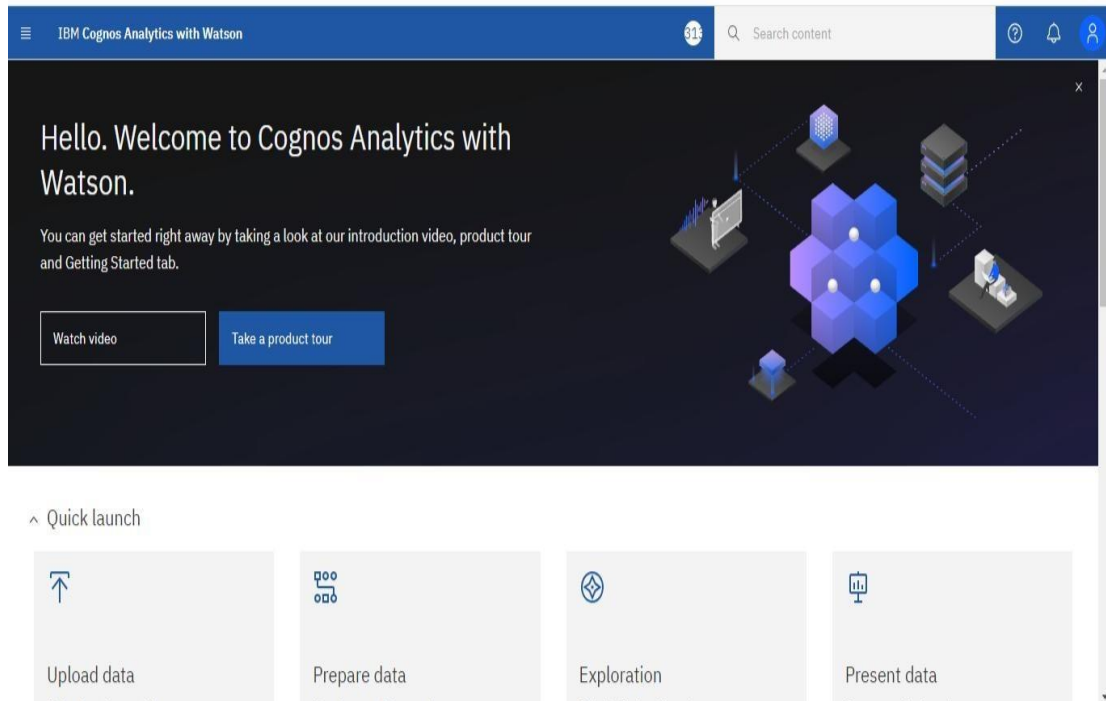 IBM Cognos Analytics with Watson
Search content
Hello. Welcome to Cognos Analytics with
Watson.
You can get started right away by taking a look at our introduction video, product tour
and Getting Started tab.
Watch video
Take a product tour
Quick launch
Upload data
Prepare data
Exploration
Present data